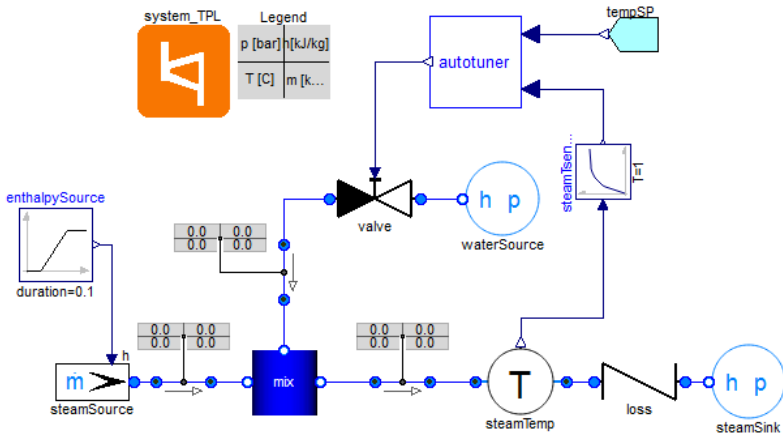 system_TPL
Legend
p [bar]
h[kJ/kg]
T [C]
m [k...
tempSP
autotuner
steamTsen...
T=1
enthalpySource
duration=0.1
valve
h p
waterSource
0.0 0.0
0.0 0.0
0.0 0.0
0.0 0.0
0.0 0.0
0.0 0.0
h
ṁ
steamSource
mix
T
steamTemp
loss
h p
steamSink